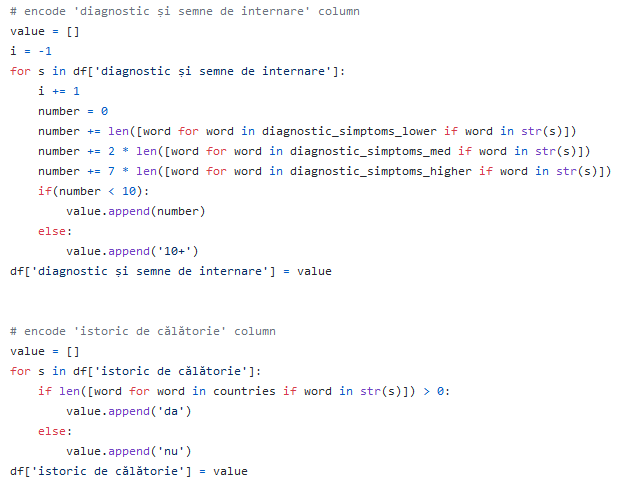 # encode 'diagnostic și semne de internare' column
value = []
i = -1
for s in df['diagnostic și semne de internare']:
    i += 1
    number = 0
    number += len([word for word in diagnostic_simptoms_lower if word in str(s)])
    number += 2 * len([word for word in diagnostic_simptoms_med if word in str(s)])
    number += 7 * len([word for word in diagnostic_simptoms_higher if word in str(s)])
    if(number < 10):
        value.append(number)
    else:
        value.append('10+')
df['diagnostic și semne de internare'] = value
# encode 'istoric de călătorie' column
value = []
for s in df['istoric de călătorie']:
    if len([word for word in countries if word in str(s)]) > 0:
        value.append('da')
    else:
        value.append('nu')
df['istoric de călătorie'] = value